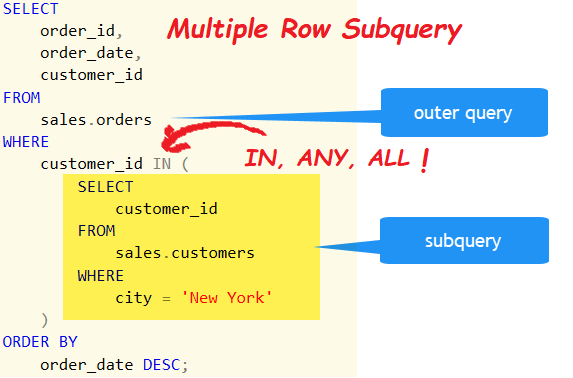 SELECT
order_id,
Multiple Row Subquery
order_date,
customer_id
FROM
sales.orders
outer query
WHERE
customer_id IN (
IN, ANY, ALL !
SELECT
customer_id
FROM
sales.customers
subquery
WHERE
city = 'New York'
)
ORDER BY
order_date DESC;